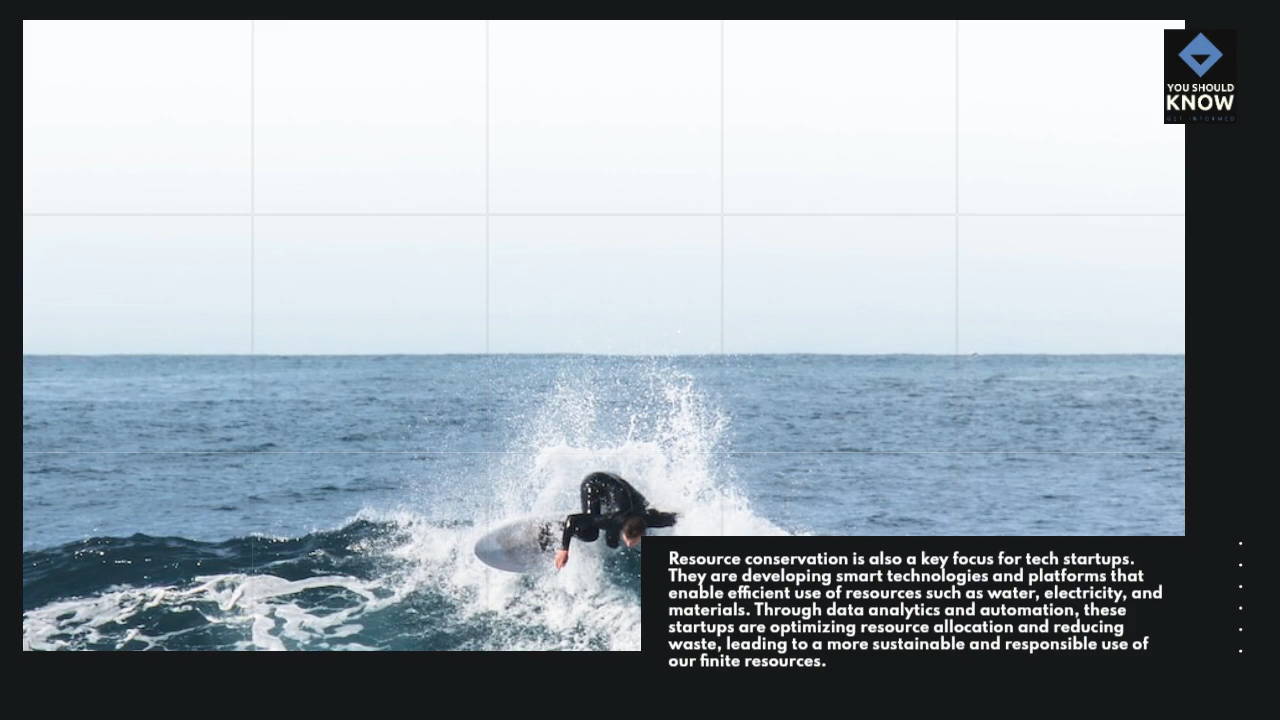 YOU SHOULD
KNOW
GET INFORMED
Resource conservation is also a key focus for tech startups.
They are developing smart technologies and platforms that
enable efficient use of resources such as water, electricity, and
materials. Through data analytics and automation, these
startups are optimizing resource allocation and reducing
waste, leading to a more sustainable and responsible use of
our finite resources.